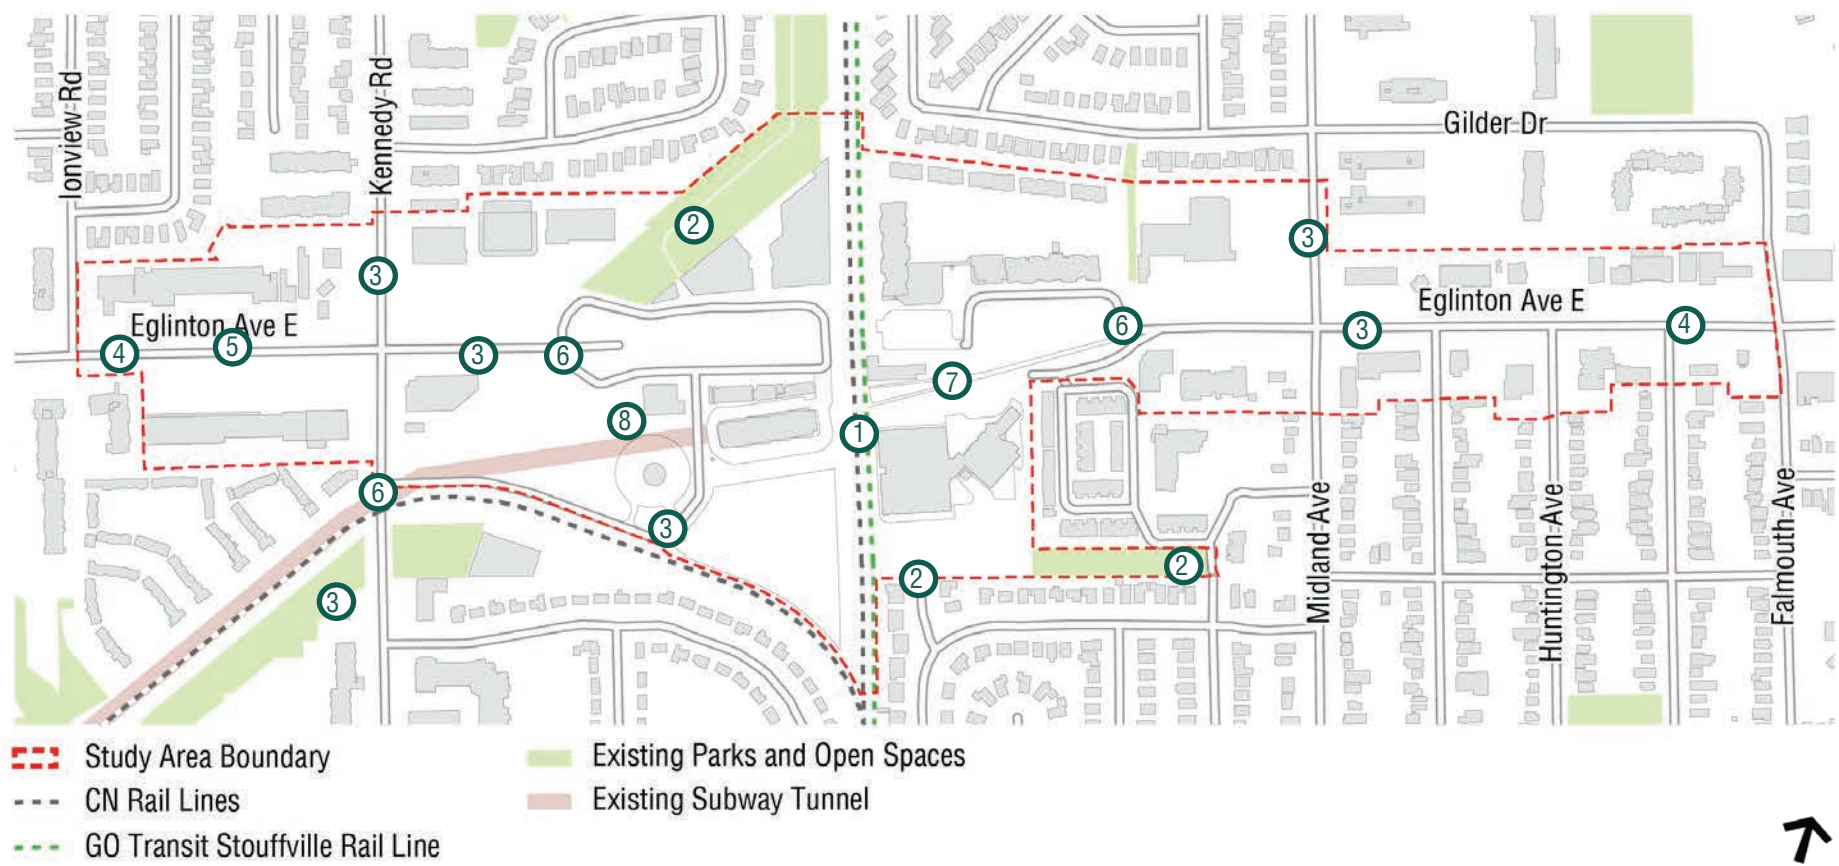 Ionview Rd
Kennedy Rd
Gilder Dr
2
3
3
Eglinton Ave E
Eglinton Ave E
4
5
3
6
6
3
4
7
8
1
6
3
2
2
3
Midland Ave
Huntington Ave
Falmouth Ave
Study Area Boundary
Existing Parks and Open Spaces
CN Rail Lines
Existing Subway Tunnel
GO Transit Stouffville Rail Line